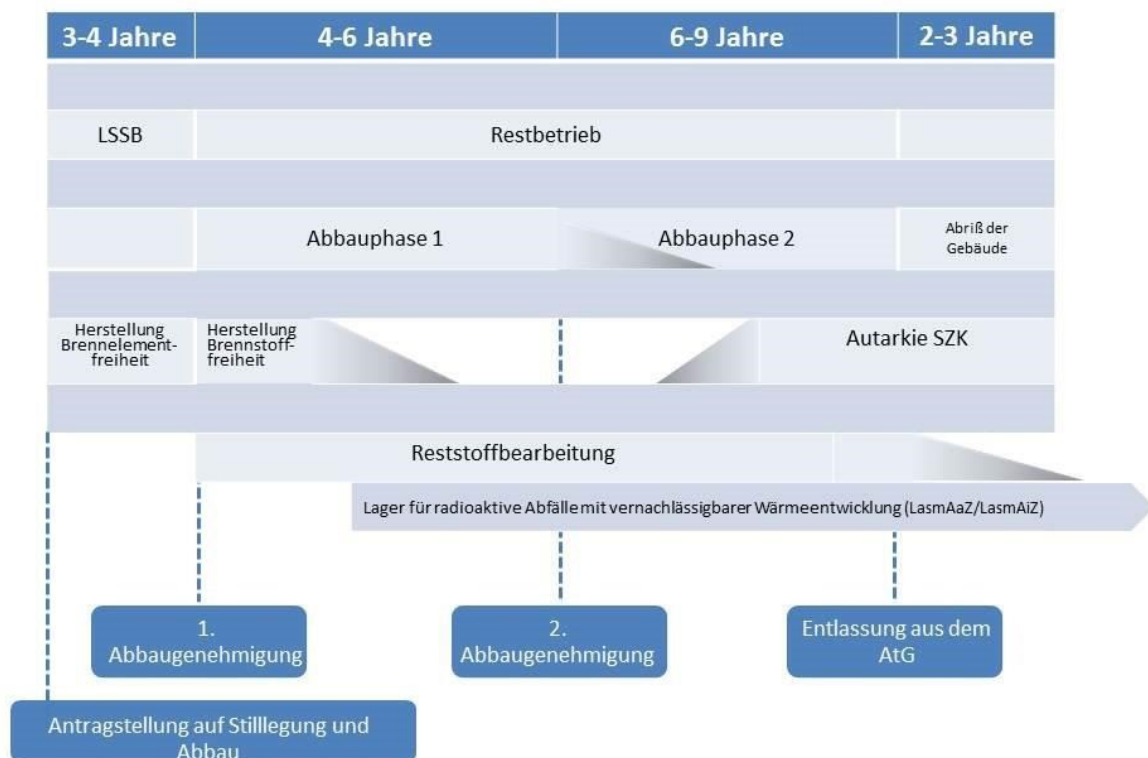 3-4 Jahre
4-6 Jahre
6-9 Jahre
2-3 Jahre
LSSB
Restbetrieb
Abbauphase 1
Abbauphase 2
Abriß der
Gebäude
Herstellung
Brennelement-
freiheit
Herstellung
Brennstoff-
freiheit
Autarkie SZK
Reststoffbearbeitung
Lager für radioaktive Abfälle mit vernachlässigbarer Wärmeentwicklung (LasmAaZ/LasmAiZ)
1.
Abbaugenehmigung
2.
Abbaugenehmigung
Entlassung aus dem
AtG
Antragstellung auf Stilllegung und
Abbau